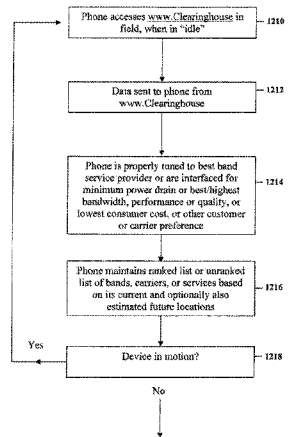 Phone accesses www.Clearinghouse in
field, when in "idle"
1210
Data sent to phone from
www.Clearinghouse
1212
Phone is properly tuned to best band
service provider or are interfaced for
minimum power drain or best/highest
bandwidth, performance or quality, or
lowest consumer cost, or other customer
or carrier preference
1214
Phone maintains ranked list or unranked
list of bands, carriers, or services based
on its current and optionally also
estimated future locations
1216
Device in motion?
1218
Yes
No